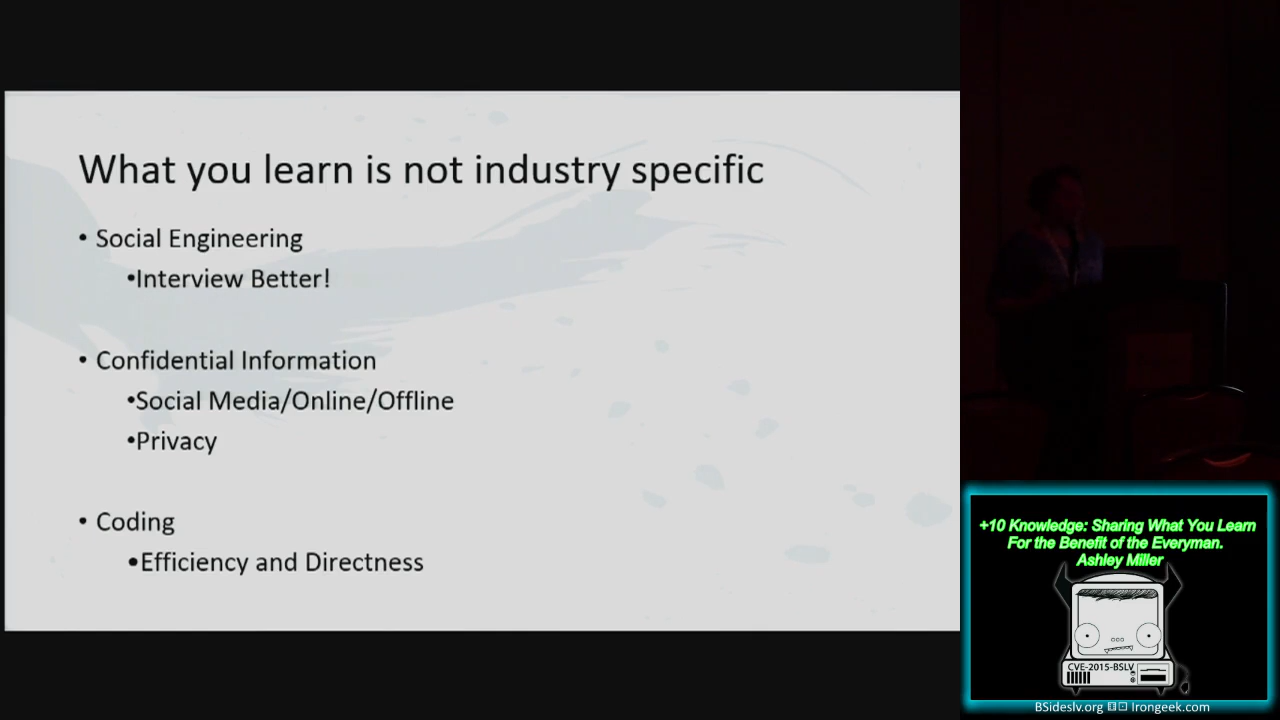 What you learn is not industry specific
• Social Engineering
•Interview Better!
• Confidential Information
•Social Media/Online/Offline
•Privacy
• Coding
•Efficiency and Directness
+10 Knowledge: Sharing What You Learn
For the Benefit of the Everyman.
Ashley Miller
CVE-2015-BSLV
BSideslv.org ⚅⚀ Irongeek.com